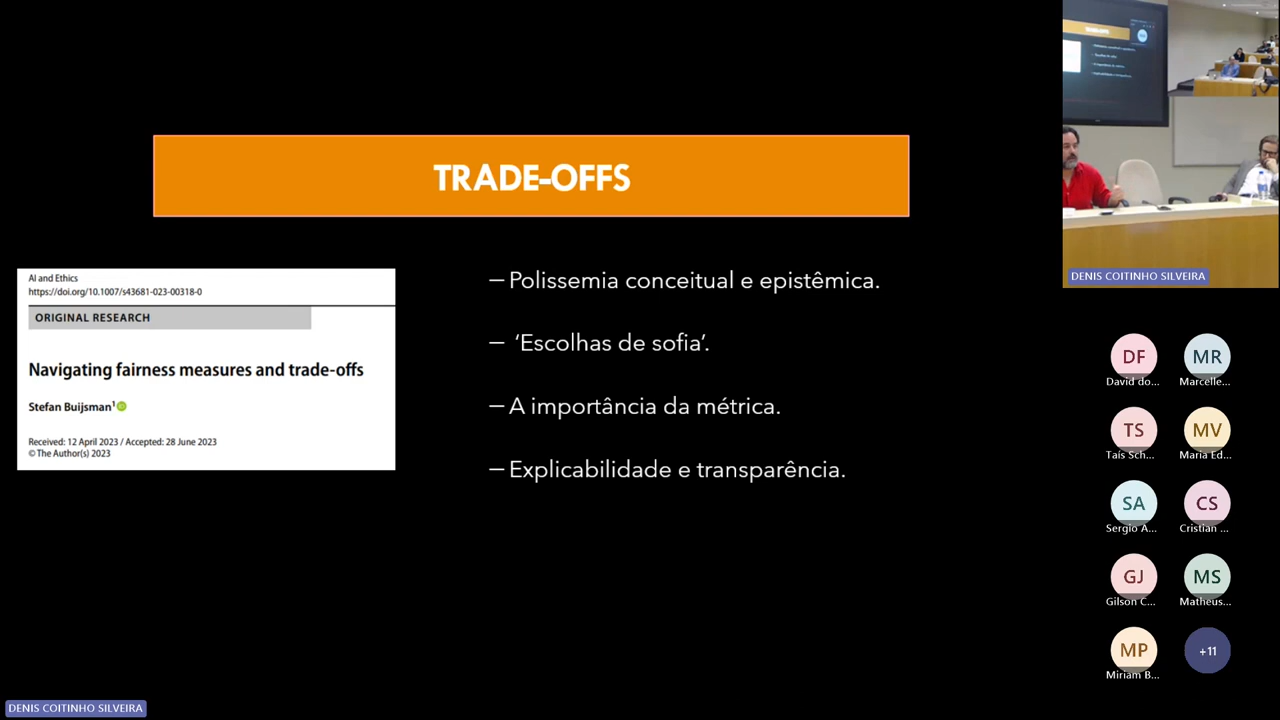 TRADE-OFFS
AI and Ethics
https://doi.org/10.1007/s43681-023-00318-0
ORIGINAL RESEARCH
Navigating fairness measures and trade-offs
Stefan Buijsman¹
Received: 12 April 2023 / Accepted: 28 June 2023
© The Author(s) 2023
— Polissemia conceitual e epistêmica.
— ‘Escolhas de sofia’.
— A importância da métrica.
— Explicabilidade e transparência.
TRADE-OFFS
DENIS COITINHO SILVEIRA
DF
MR
David do...
Marcelle...
TS
MV
Taís Sch...
Maria Ed...
SA
CS
Sergio A...
Cristian ...
GJ
MS
Gilson C...
Matheus...
MP
+11
Miriam B...
DENIS COITINHO SILVEIRA